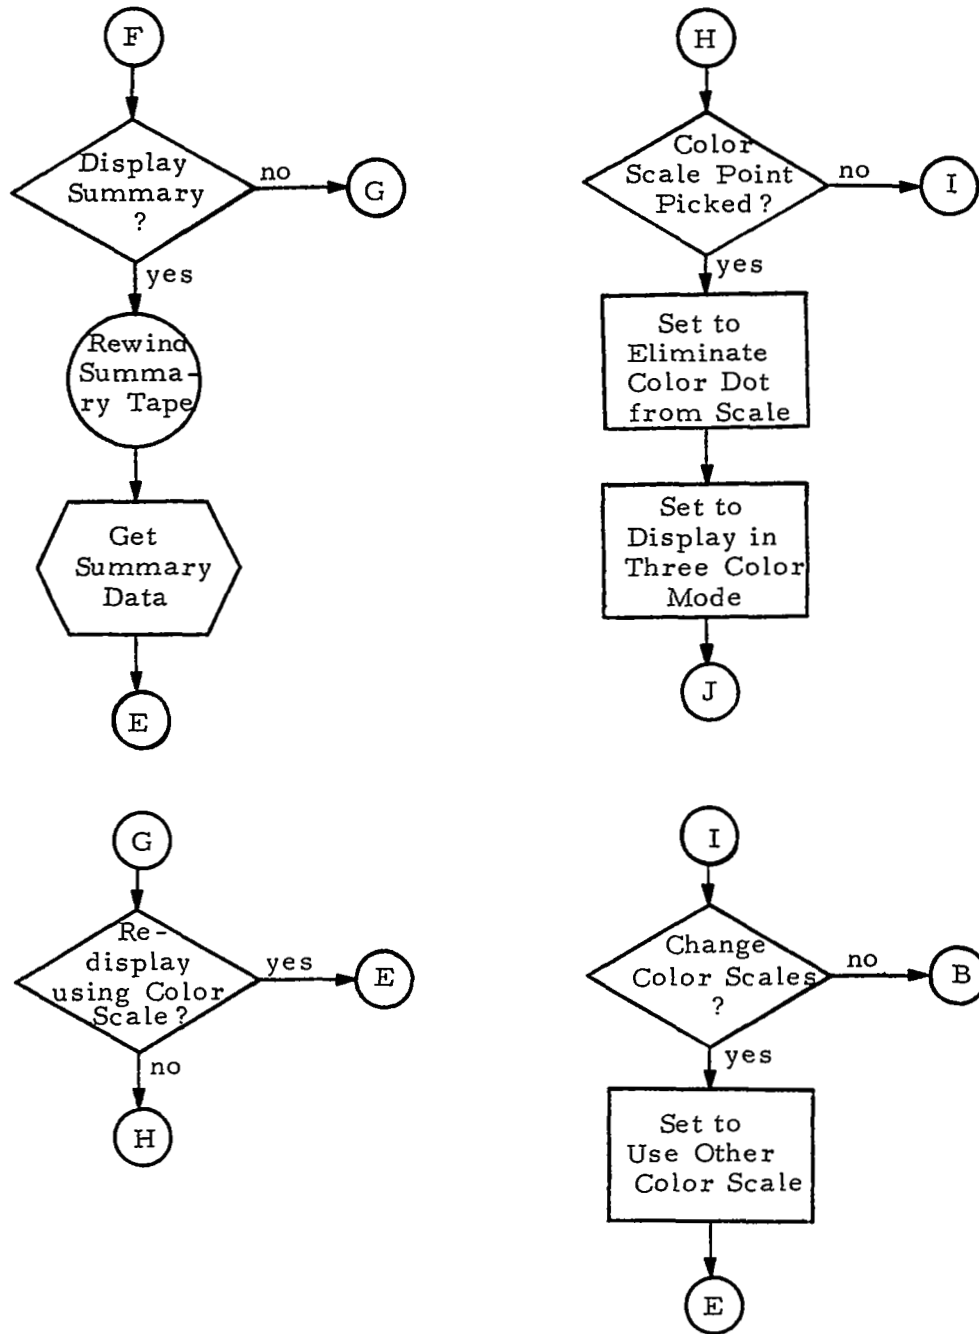 F
Display
Summary
?
no
G
yes
Rewind
Summa-
ry Tape
Get
Summary
Data
E
H
Color
Scale Point
Picked?
no
I
yes
Set to
Eliminate
Color Dot
from Scale
Set to
Display in
Three Color
Mode
J
G
Re-
display
using Color
Scale?
yes
E
no
H
I
Change
Color Scales
?
no
B
yes
Set to
Use Other
Color Scale
E